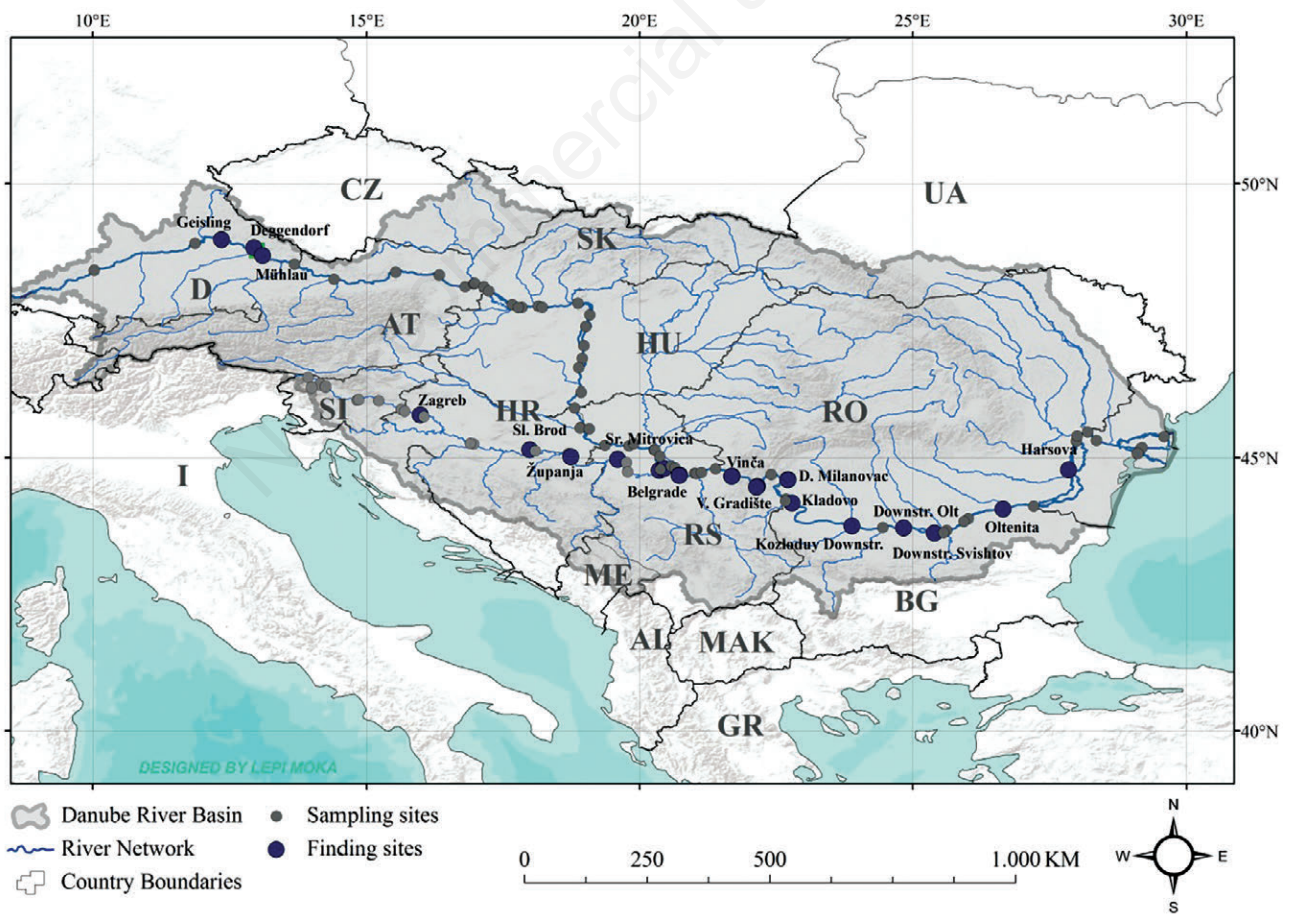 10°E 15°E 20°E 25°E 30°E
50°N
CZ
UA
Geisling
Deggendorf
SK
Mühlau
D
AT
HU
SI
Zagreb
HR
RO
Sl. Brod
Sr. Mitrovica
Harsova
45°N
I
Županja
Vinča
D. Milanovac
Belgrade
V. Gradište
Kladovo
Downstr. Olt
Oltenita
RS
Kozloduy Downstr.
Downstr. Svishtov
ME
BG
AL
MAK
GR
40°N
DESIGNED BY LEPI MOKA
Danube River Basin
Sampling sites
River Network
Finding sites
Country Boundaries
0 250 500 1.000 KM
N
W E
S